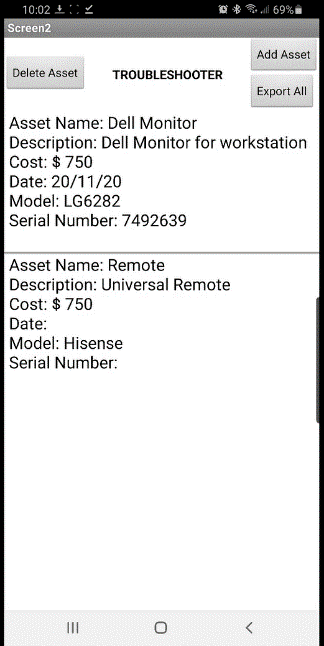 10:02 69%
Screen2
Delete Asset
TROUBLESHOOTER
Add Asset
Export All
Asset Name: Dell Monitor
Description: Dell Monitor for workstation
Cost: $ 750
Date: 20/11/20
Model: LG6282
Serial Number: 7492639
Asset Name: Remote
Description: Universal Remote
Cost: $ 750
Date:
Model: Hisense
Serial Number: